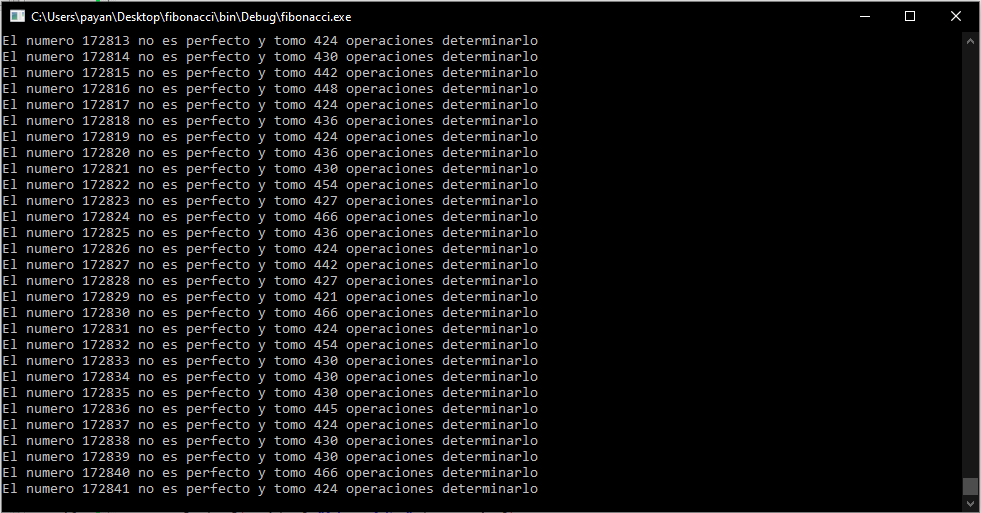 C:\Users\payan\Desktop\fibonacci\bin\Debug\fibonacci.exe
El numero 172813 no es perfecto y tomo 424 operaciones determinarlo
El numero 172814 no es perfecto y tomo 430 operaciones determinarlo
El numero 172815 no es perfecto y tomo 442 operaciones determinarlo
El numero 172816 no es perfecto y tomo 448 operaciones determinarlo
El numero 172817 no es perfecto y tomo 424 operaciones determinarlo
El numero 172818 no es perfecto y tomo 436 operaciones determinarlo
El numero 172819 no es perfecto y tomo 424 operaciones determinarlo
El numero 172820 no es perfecto y tomo 436 operaciones determinarlo
El numero 172821 no es perfecto y tomo 430 operaciones determinarlo
El numero 172822 no es perfecto y tomo 454 operaciones determinarlo
El numero 172823 no es perfecto y tomo 427 operaciones determinarlo
El numero 172824 no es perfecto y tomo 466 operaciones determinarlo
El numero 172825 no es perfecto y tomo 436 operaciones determinarlo
El numero 172826 no es perfecto y tomo 424 operaciones determinarlo
El numero 172827 no es perfecto y tomo 442 operaciones determinarlo
El numero 172828 no es perfecto y tomo 427 operaciones determinarlo
El numero 172829 no es perfecto y tomo 421 operaciones determinarlo
El numero 172830 no es perfecto y tomo 466 operaciones determinarlo
El numero 172831 no es perfecto y tomo 424 operaciones determinarlo
El numero 172832 no es perfecto y tomo 454 operaciones determinarlo
El numero 172833 no es perfecto y tomo 430 operaciones determinarlo
El numero 172834 no es perfecto y tomo 430 operaciones determinarlo
El numero 172835 no es perfecto y tomo 430 operaciones determinarlo
El numero 172836 no es perfecto y tomo 445 operaciones determinarlo
El numero 172837 no es perfecto y tomo 424 operaciones determinarlo
El numero 172838 no es perfecto y tomo 430 operaciones determinarlo
El numero 172839 no es perfecto y tomo 430 operaciones determinarlo
El numero 172840 no es perfecto y tomo 466 operaciones determinarlo
El numero 172841 no es perfecto y tomo 424 operaciones determinarlo